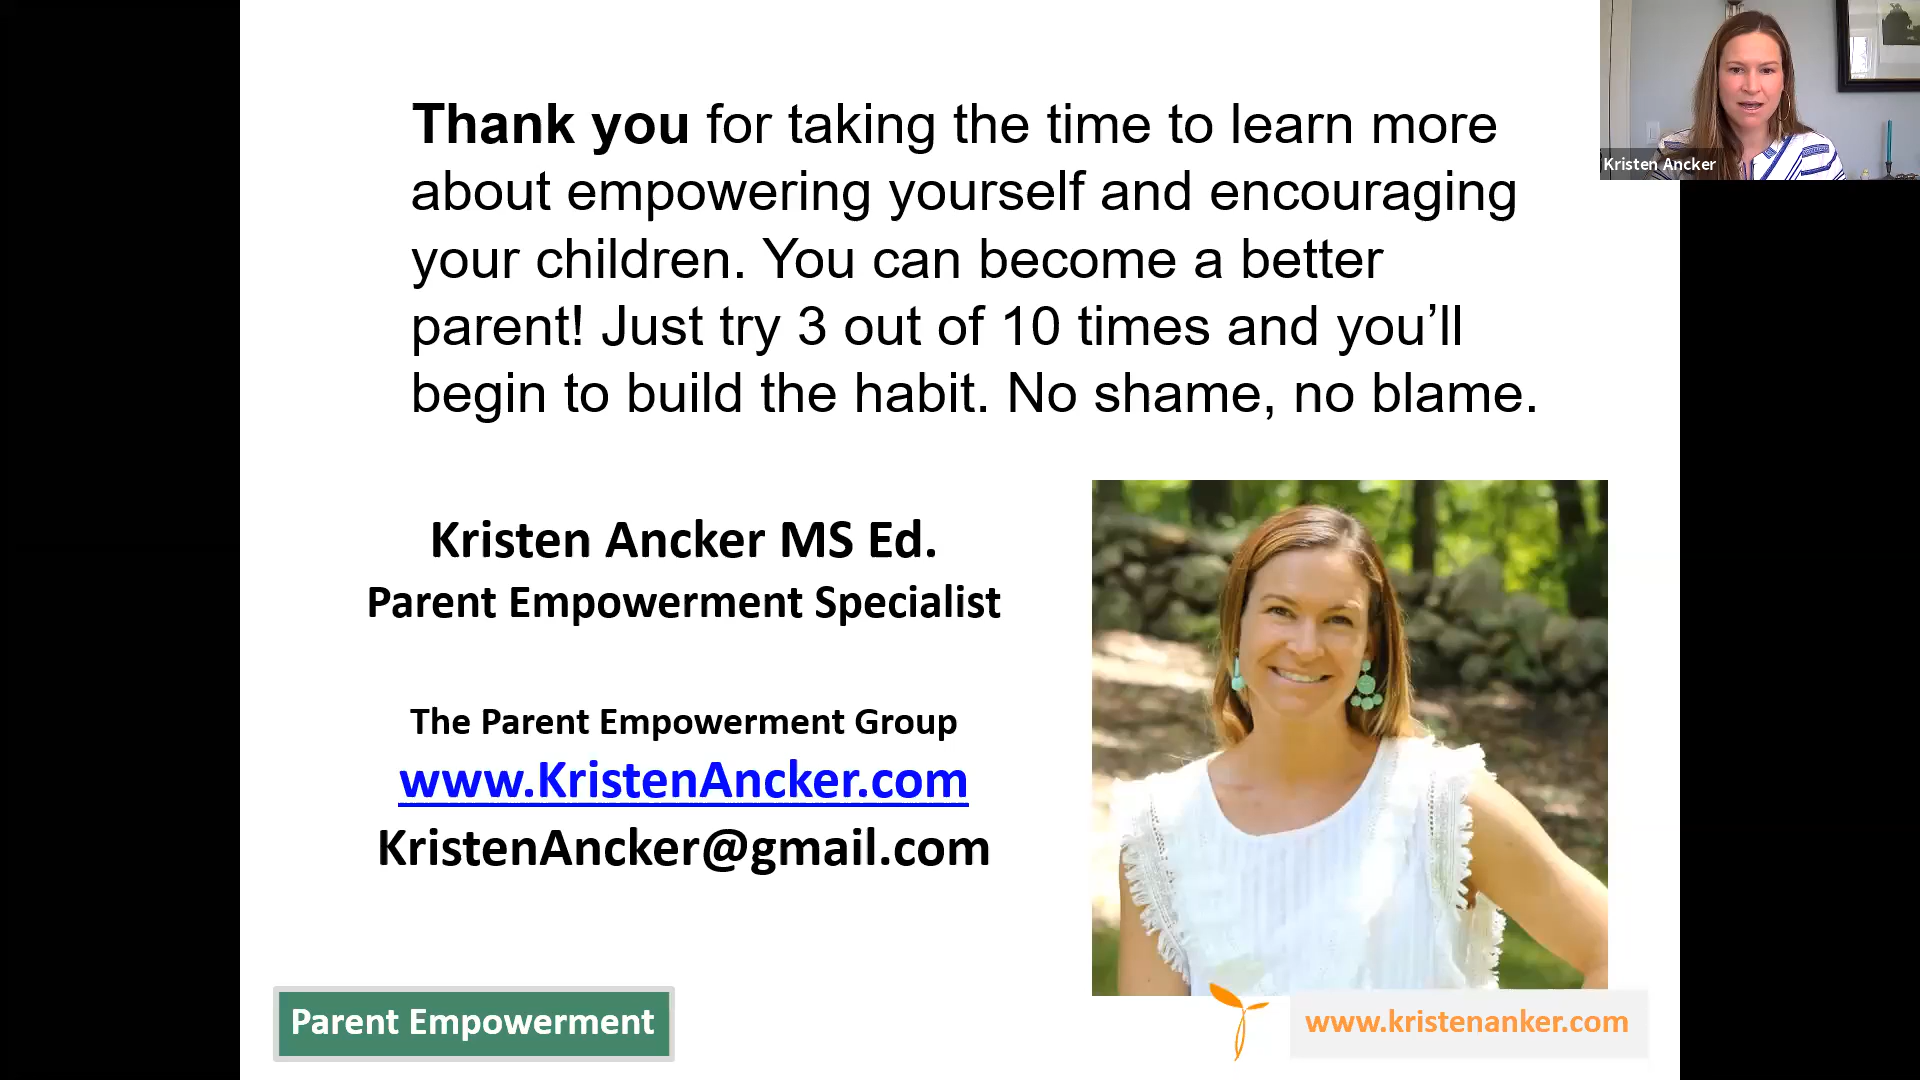 Thank you for taking the time to learn more
about empowering yourself and encouraging
your children. You can become a better
parent! Just try 3 out of 10 times and you’ll
begin to build the habit. No shame, no blame.
Kristen Ancker
Kristen Ancker MS Ed.
Parent Empowerment Specialist
The Parent Empowerment Group
www.KristenAncker.com
KristenAncker@gmail.com
Parent Empowerment
www.kristenanker.com